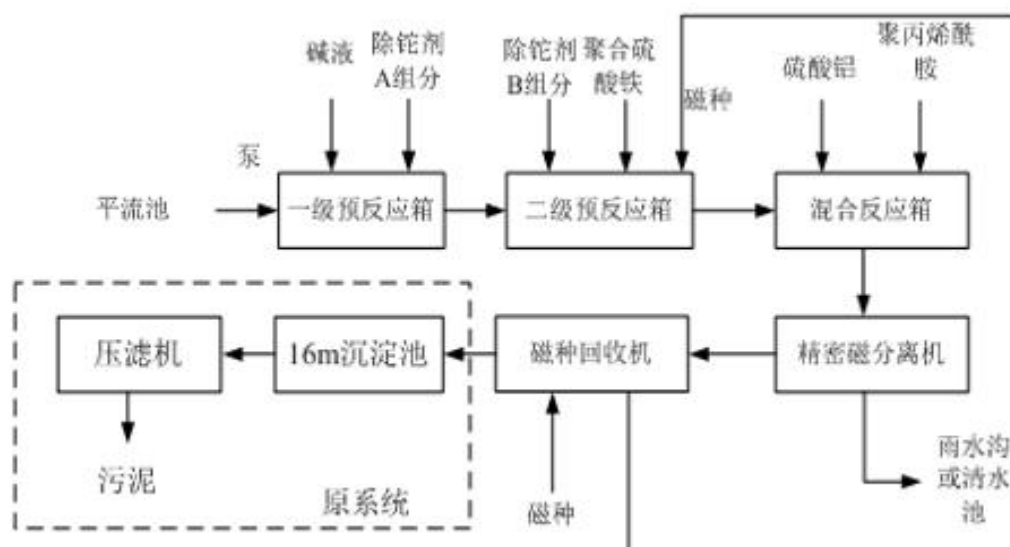 碱液
除铊剂
A组分
除铊剂
B组分
聚合硫
酸铁
磁种
硫酸铝
聚丙烯酰
胺
泵
平流池
一级预反应箱
二级预反应箱
混合反应箱
压滤机
16m沉淀池
磁种回收机
精密磁分离机
污泥
原系统
磁种
雨水沟
或清水
池